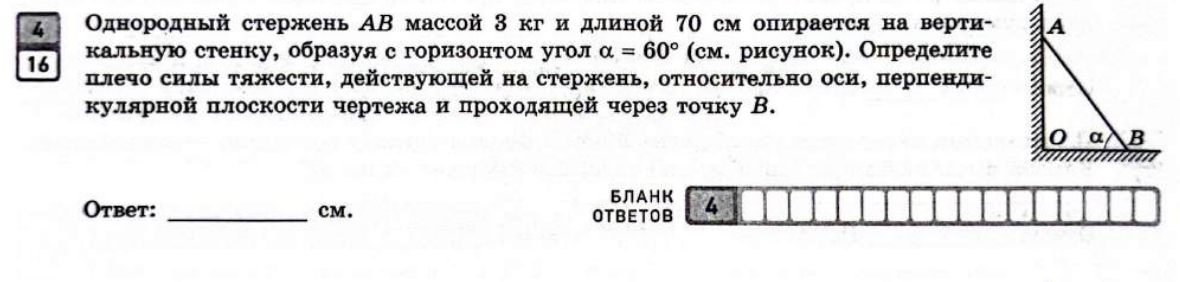 4
16
Однородный стержень AB массой 3 кг и длиной 70 см опирается на верти-
кальную стенку, образуя с горизонтом угол α = 60° (см. рисунок). Определите
плечо силы тяжести, действующей на стержень, относительно оси, перпенди-
кулярной плоскости чертежа и проходящей через точку B.
A
O α B
Ответ: ____________ см.
БЛАНК
ОТВЕТОВ 4